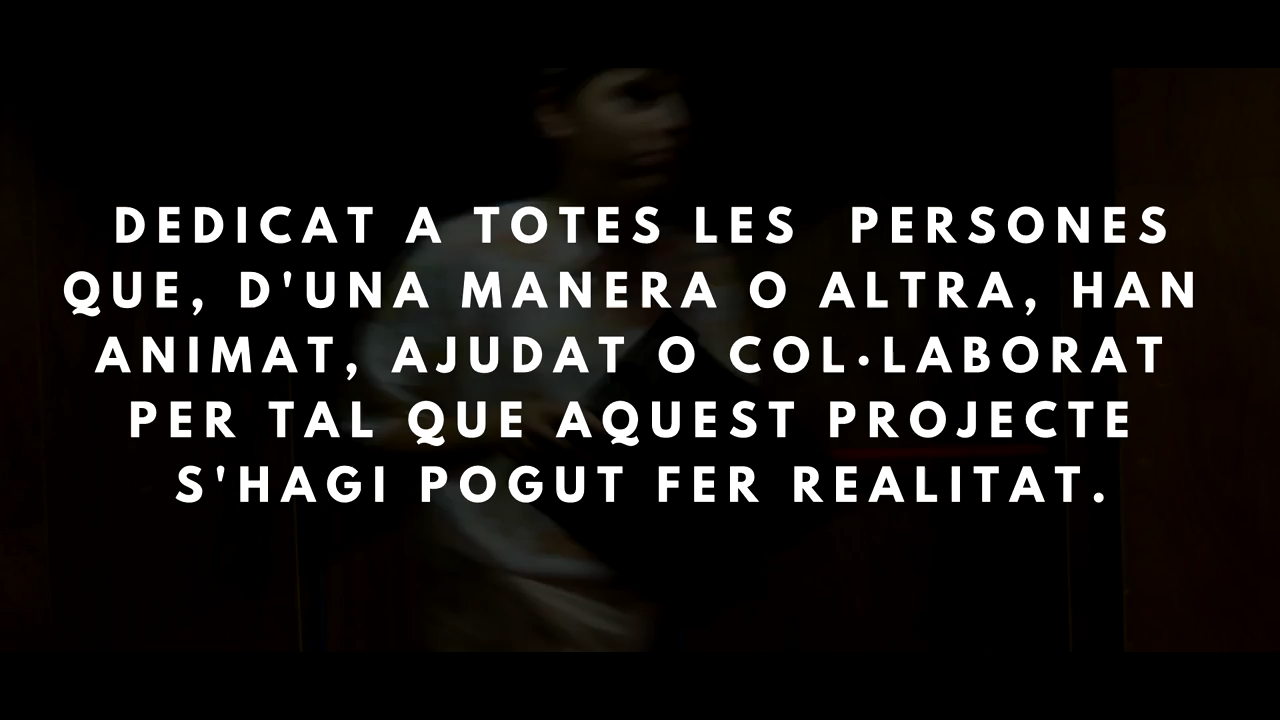 DEDICAT A TOTES LES PERSONES
QUE, D'UNA MANERA O ALTRA, HAN
ANIMAT, AJUDAT O COL·LABORAT
PER TAL QUE AQUEST PROJECTE
S'HAGI POGUT FER REALITAT.